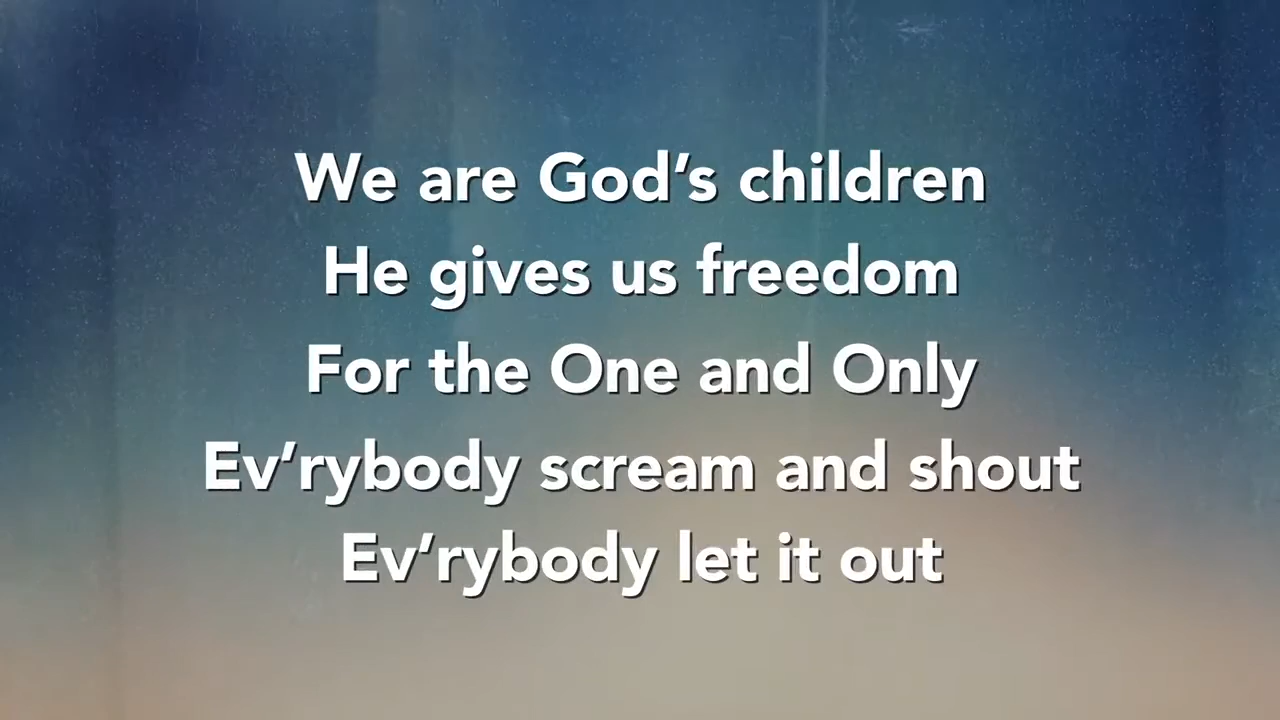 We are God’s children
He gives us freedom
For the One and Only
Ev’rybody scream and shout
Ev’rybody let it out